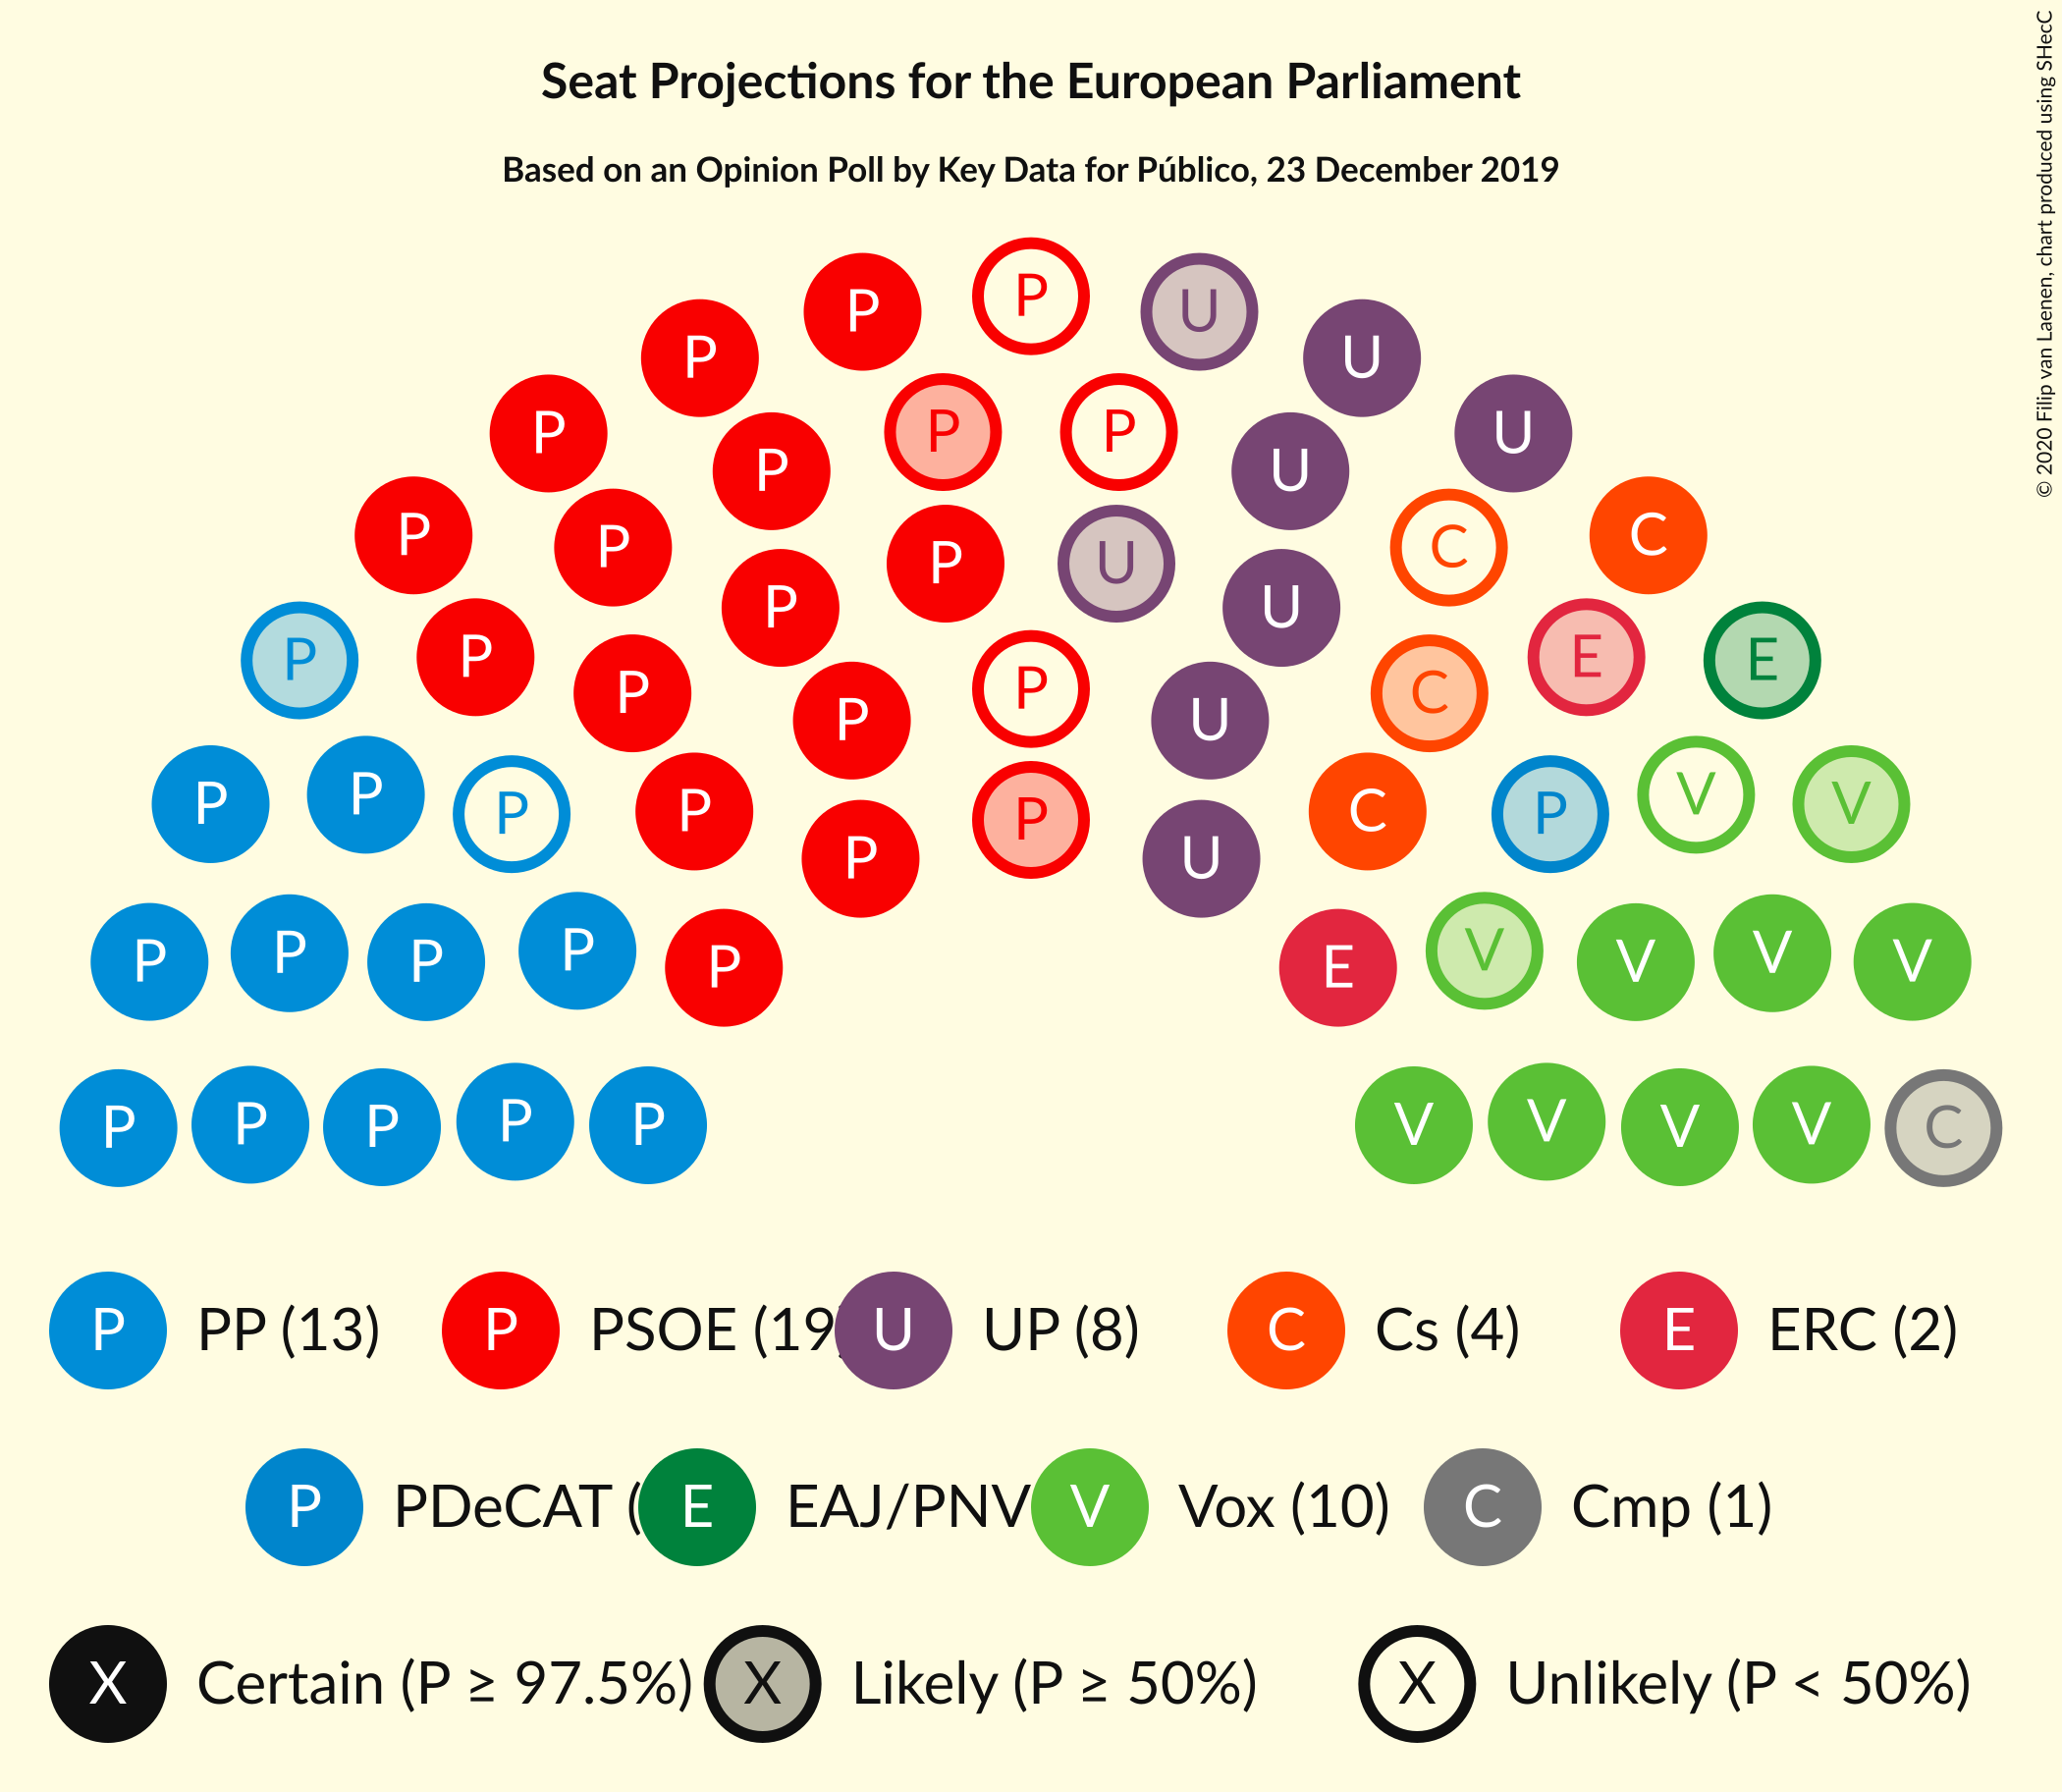 Seat Projections for the European Parliament
Based on an Opinion Poll by Key Data for Público, 23 December 2019
© 2020 Filip van Laenen, chart produced using SHecC
P
P U
P U
P P P U
P U
P C C
P P U
P U
P P E E
P P C
P P U
P P P P V V
P C
P U
P P P P V V V V
P E
P P P P P V V V V C
P PP (13) P PSOE (19 U UP (8) C Cs (4) E ERC (2)
P PDeCAT ( E EAJ/PNV V Vox (10) C Cmp (1)
X Certain (P ≥ 97.5%) X Likely (P ≥ 50%) X Unlikely (P < 50%)